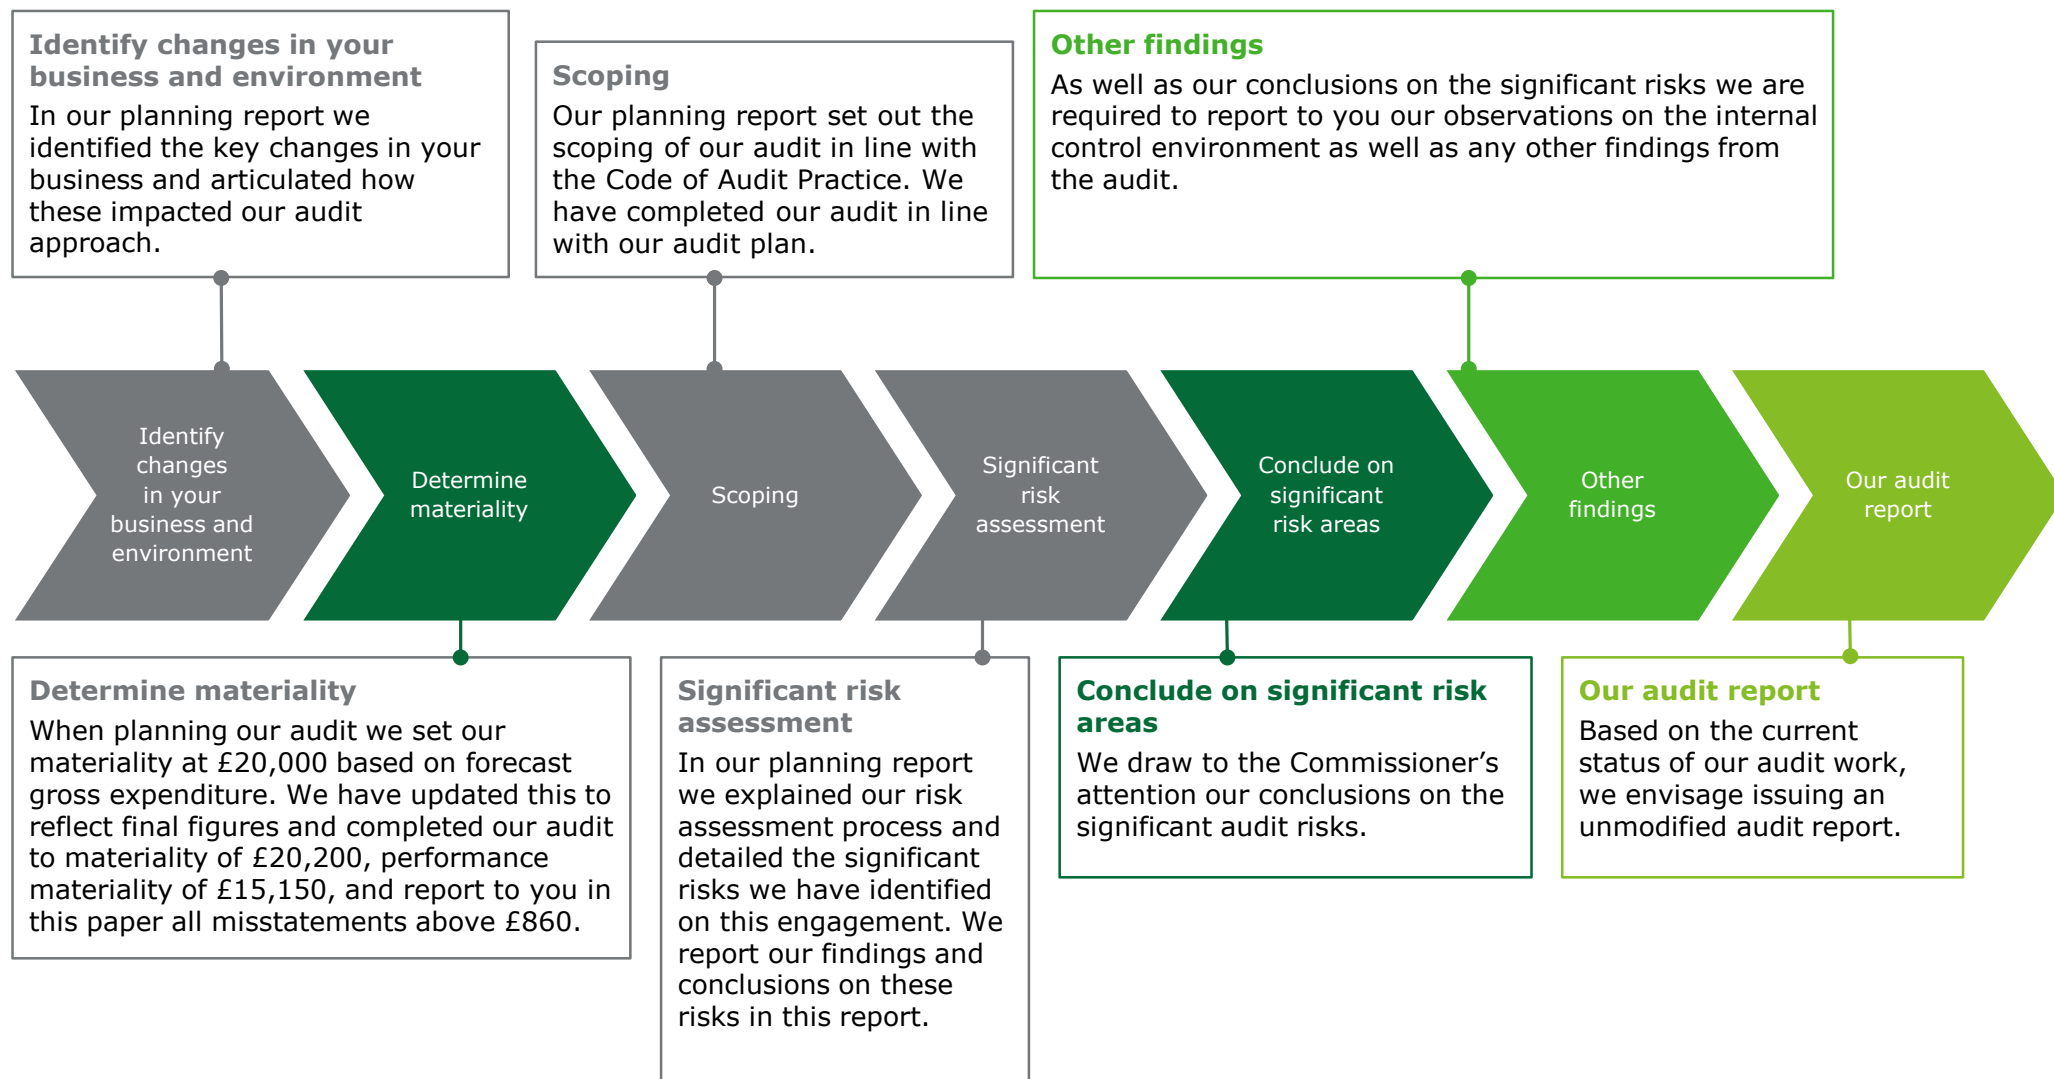 Identify changes in your
business and environment
In our planning report we
identified the key changes in your
business and articulated how
these impacted our audit
approach.
Scoping
Our planning report set out the
scoping of our audit in line with
the Code of Audit Practice. We
have completed our audit in line
with our audit plan.
Other findings
As well as our conclusions on the significant risks we are
required to report to you our observations on the internal
control environment as well as any other findings from
the audit.
Identify
changes
in your
business and
environment
Determine
materiality
Scoping
Significant
risk
assessment
Conclude on
significant
risk areas
Other
findings
Our audit
report
Determine materiality
When planning our audit we set our
materiality at £20,000 based on forecast
gross expenditure. We have updated this to
reflect final figures and completed our audit
to materiality of £20,200, performance
materiality of £15,150, and report to you in
this paper all misstatements above £860.
Significant risk
assessment
In our planning report
we explained our risk
assessment process and
detailed the significant
risks we have identified
on this engagement. We
report our findings and
conclusions on these
risks in this report.
Conclude on significant risk
areas
We draw to the Commissioner’s
attention our conclusions on the
significant audit risks.
Our audit report
Based on the current
status of our audit work,
we envisage issuing an
unmodified audit report.